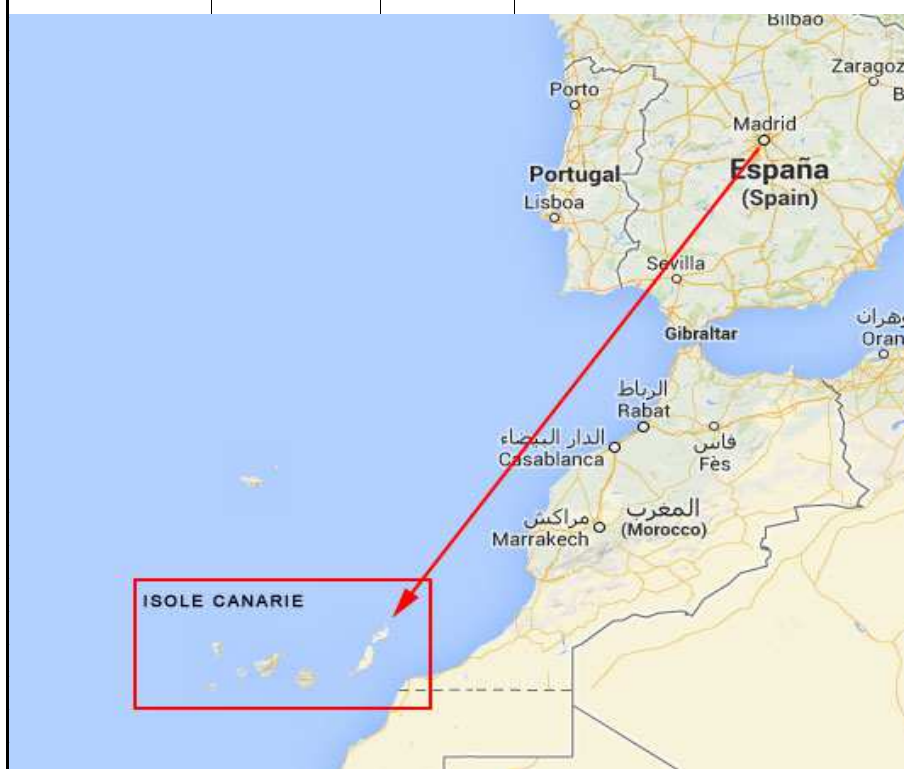 Bilbao
Zaragoz
B
Porto
Madrid
España
(Spain)
Portugal
Lisboa
Sevilla
Gibraltar
وهران
Oran
الرباط
Rabat
الدار البيضاء
Casablanca
فاس
Fès
مراكش
Marrakech
المغرب
(Morocco)
ISOLE CANARIE